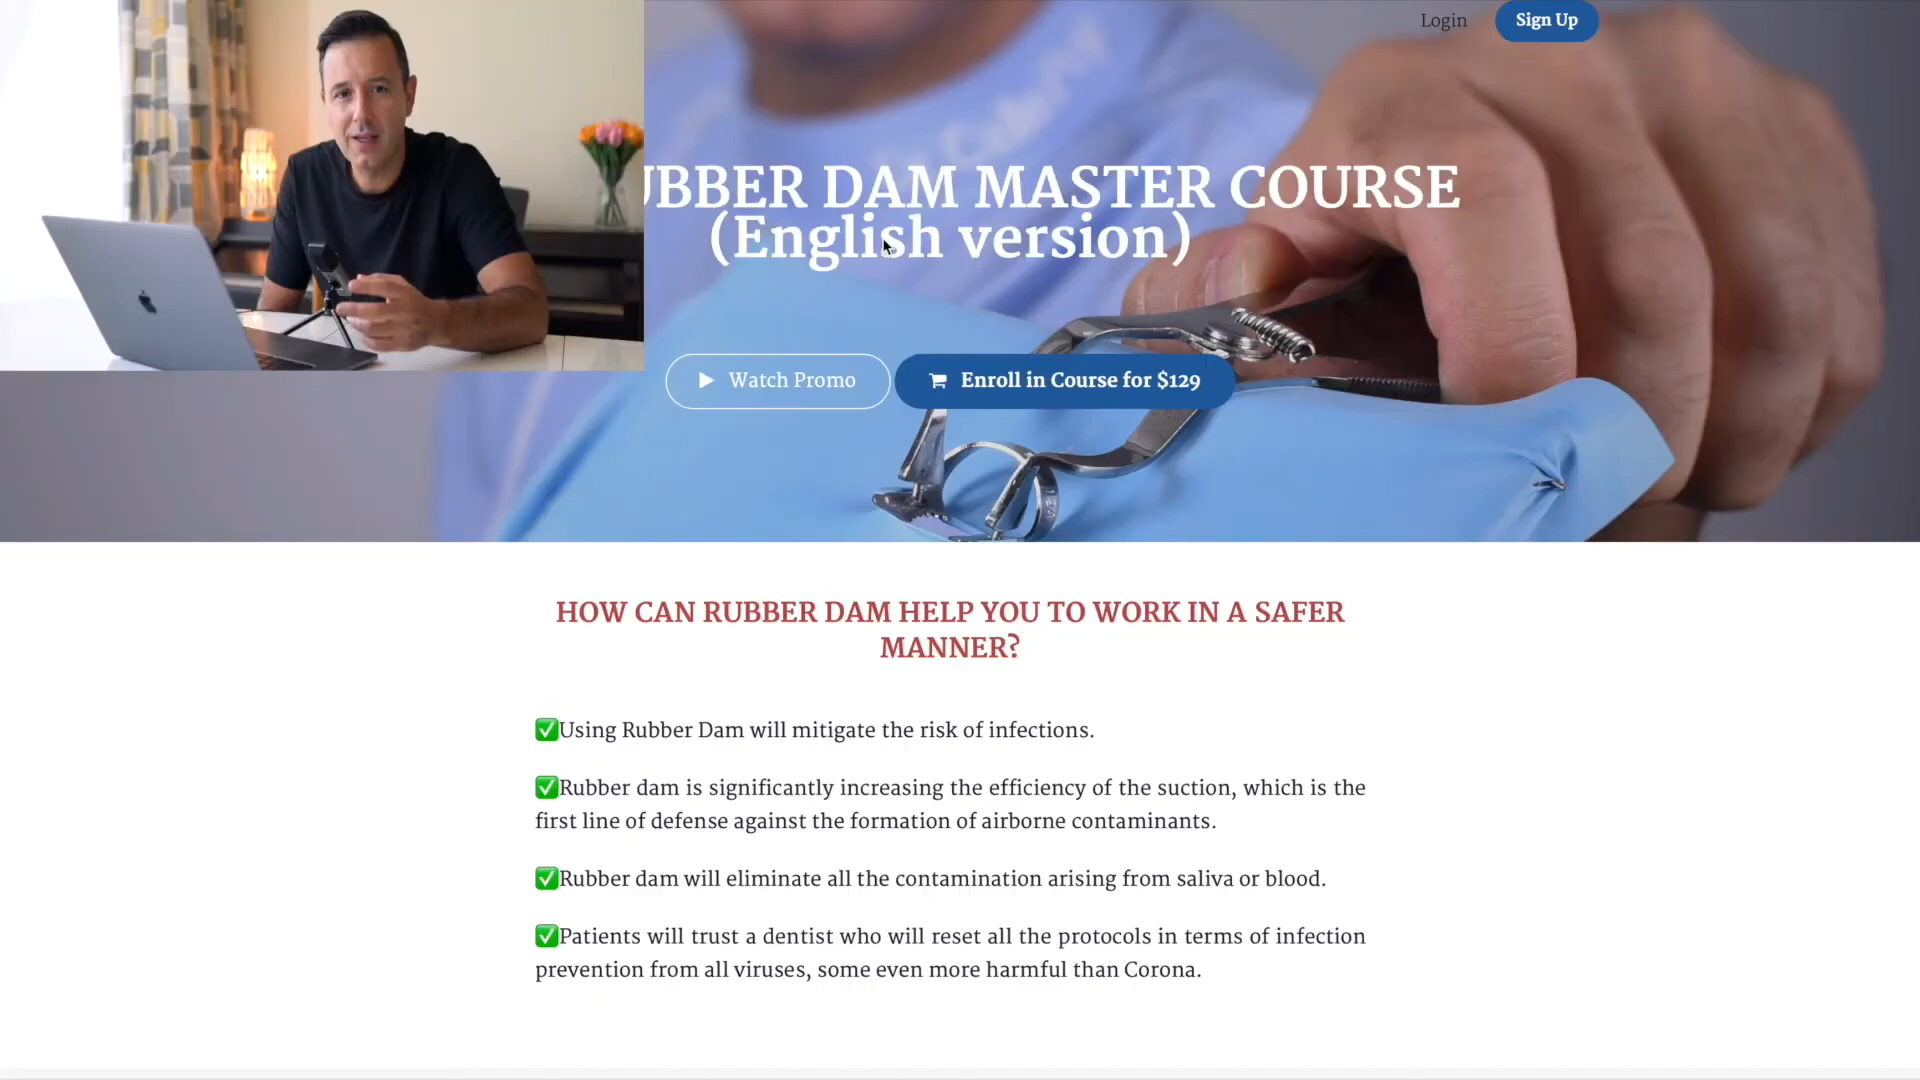 Login
Sign Up
UBBER DAM MASTER COURSE
(English version)
Watch Promo
Enroll in Course for $129
HOW CAN RUBBER DAM HELP YOU TO WORK IN A SAFER
MANNER?
✅Using Rubber Dam will mitigate the risk of infections.
✅Rubber dam is significantly increasing the efficiency of the suction, which is the
first line of defense against the formation of airborne contaminants.
✅Rubber dam will eliminate all the contamination arising from saliva or blood.
✅Patients will trust a dentist who will reset all the protocols in terms of infection
prevention from all viruses, some even more harmful than Corona.